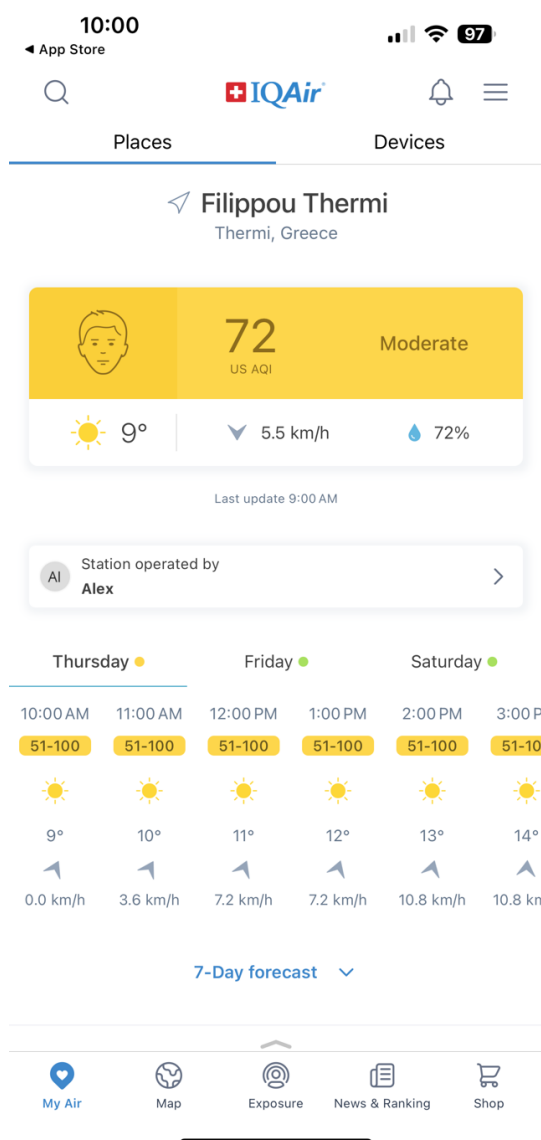 10:00
97
◀ App Store
IQAir
Places Devices
Filippou Thermi
Thermi, Greece
72
US AQI
Moderate
9° 5.5 km/h 72%
Last update 9:00 AM
AI
Station operated by
Alex
Thursday Friday Saturday
10:00 AM 11:00 AM 12:00 PM 1:00 PM 2:00 PM 3:00 P
51-100 51-100 51-100 51-100 51-100 51-10
9° 10° 11° 12° 13° 14°
0.0 km/h 3.6 km/h 7.2 km/h 7.2 km/h 10.8 km/h 10.8 kn
7-Day forecast
My Air Map Exposure News & Ranking Shop